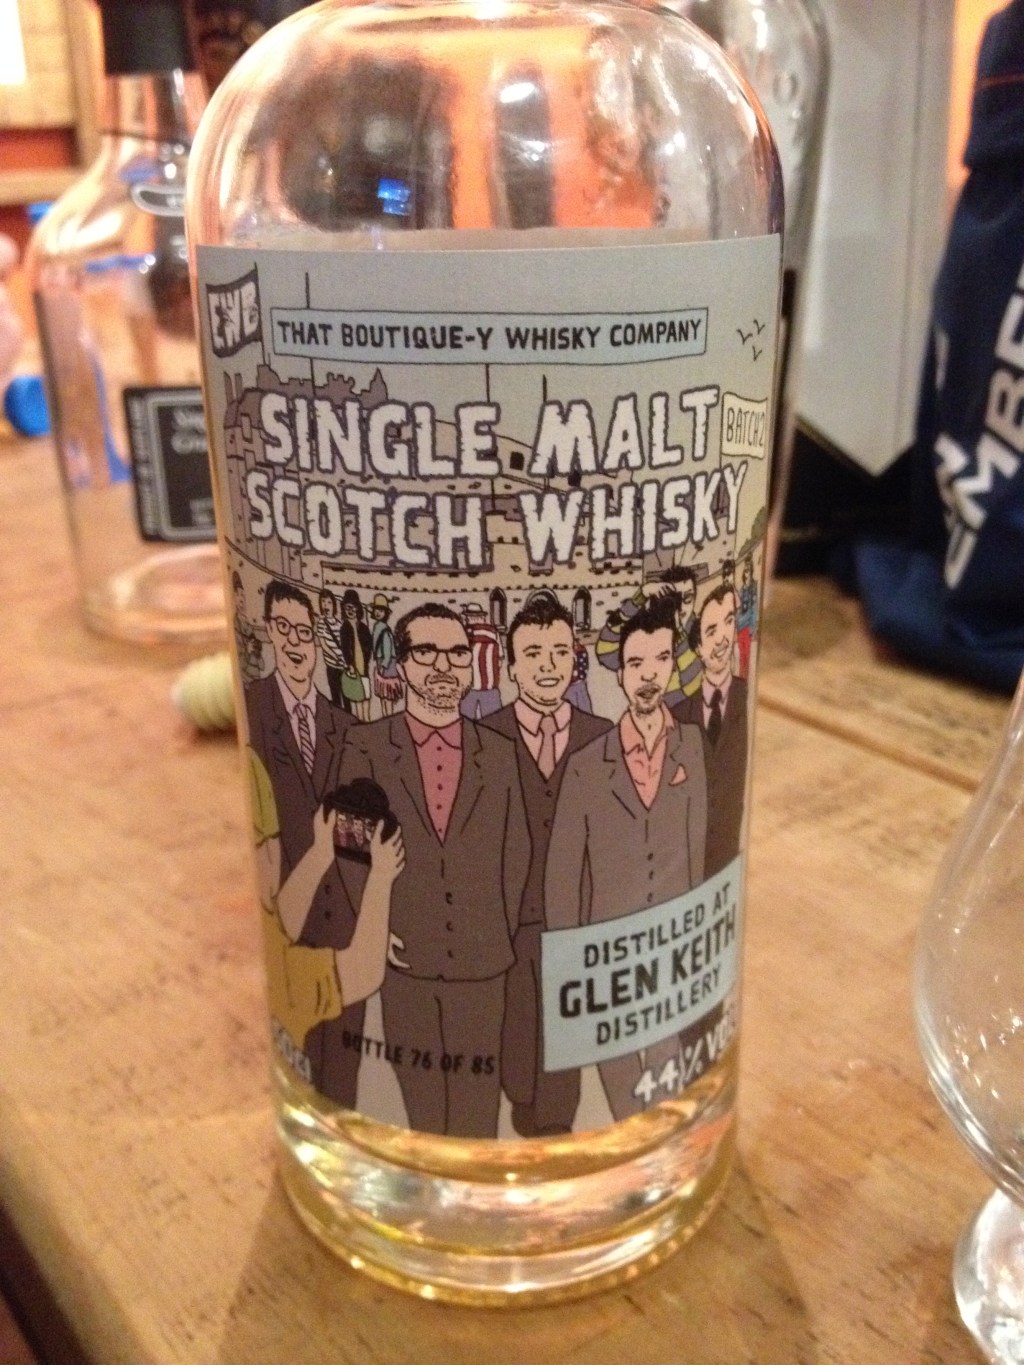 EWB
THAT BOUTIQUE-Y WHISKY COMPANY
SINGLE MALT
BATCH 2
SCOTCH WHISKY
DISTILLED AT
GLEN KEITH
DISTILLERY
BOTTLE 76 OF 85
44% VOL